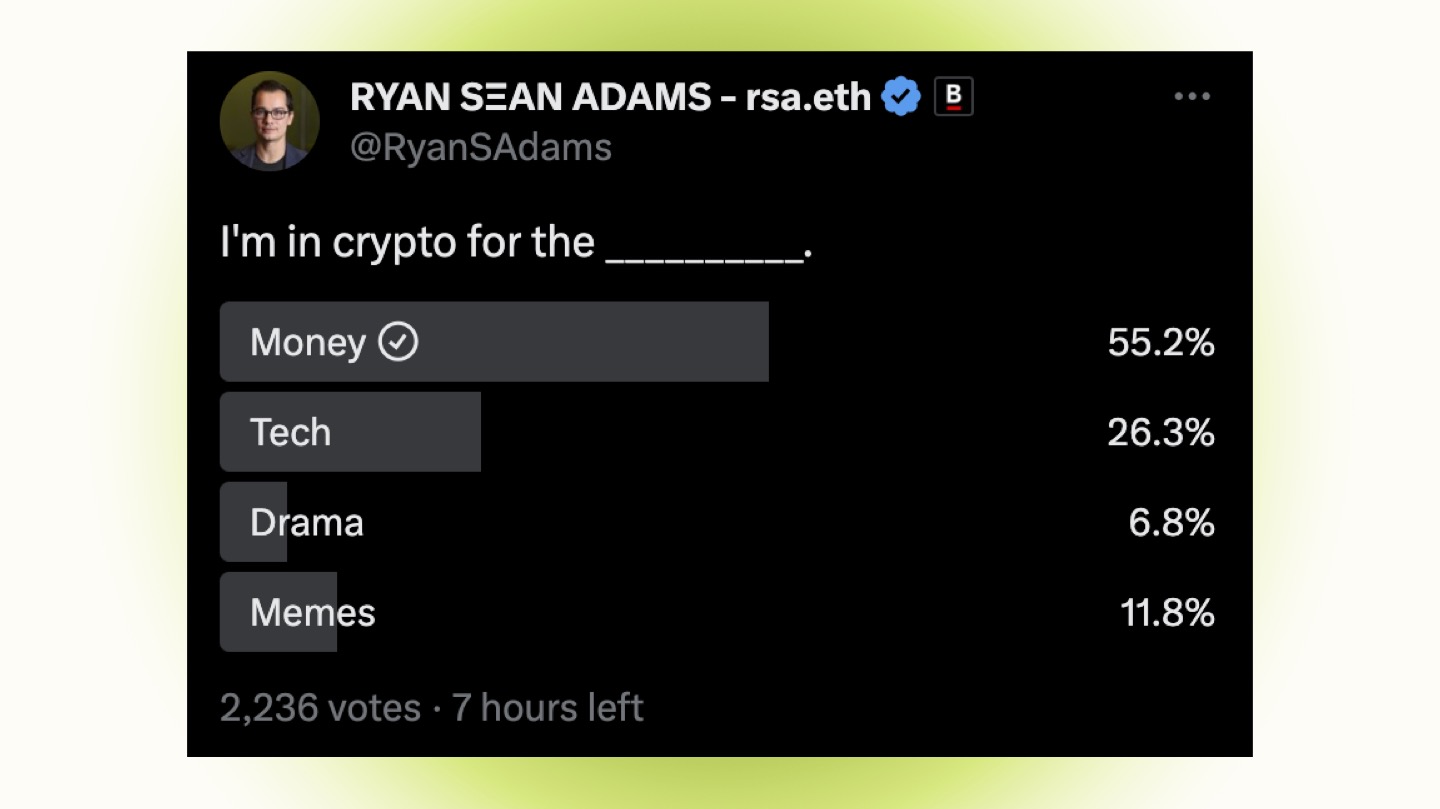 RYAN SΞAN ADAMS - rsa.eth B
@RyanSAdams
I'm in crypto for the __________.
Money 55.2%
Tech 26.3%
Drama 6.8%
Memes 11.8%
2,236 votes · 7 hours left